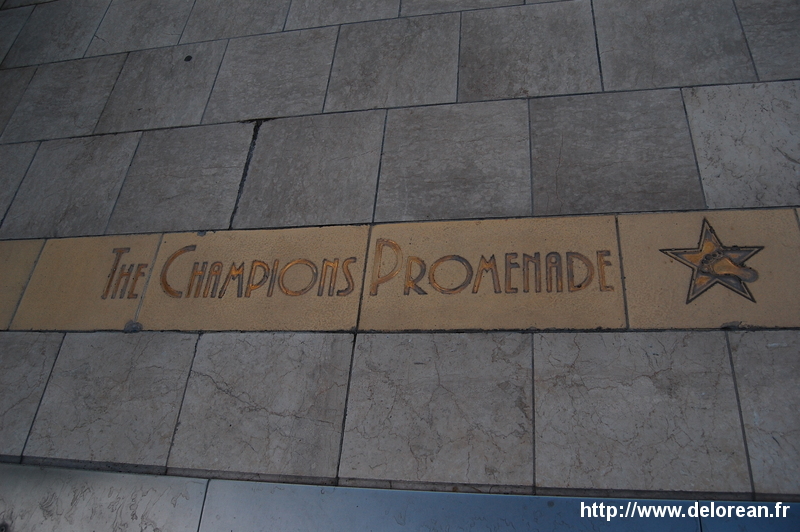 The Champions Promenade
http://www.delorean.fr